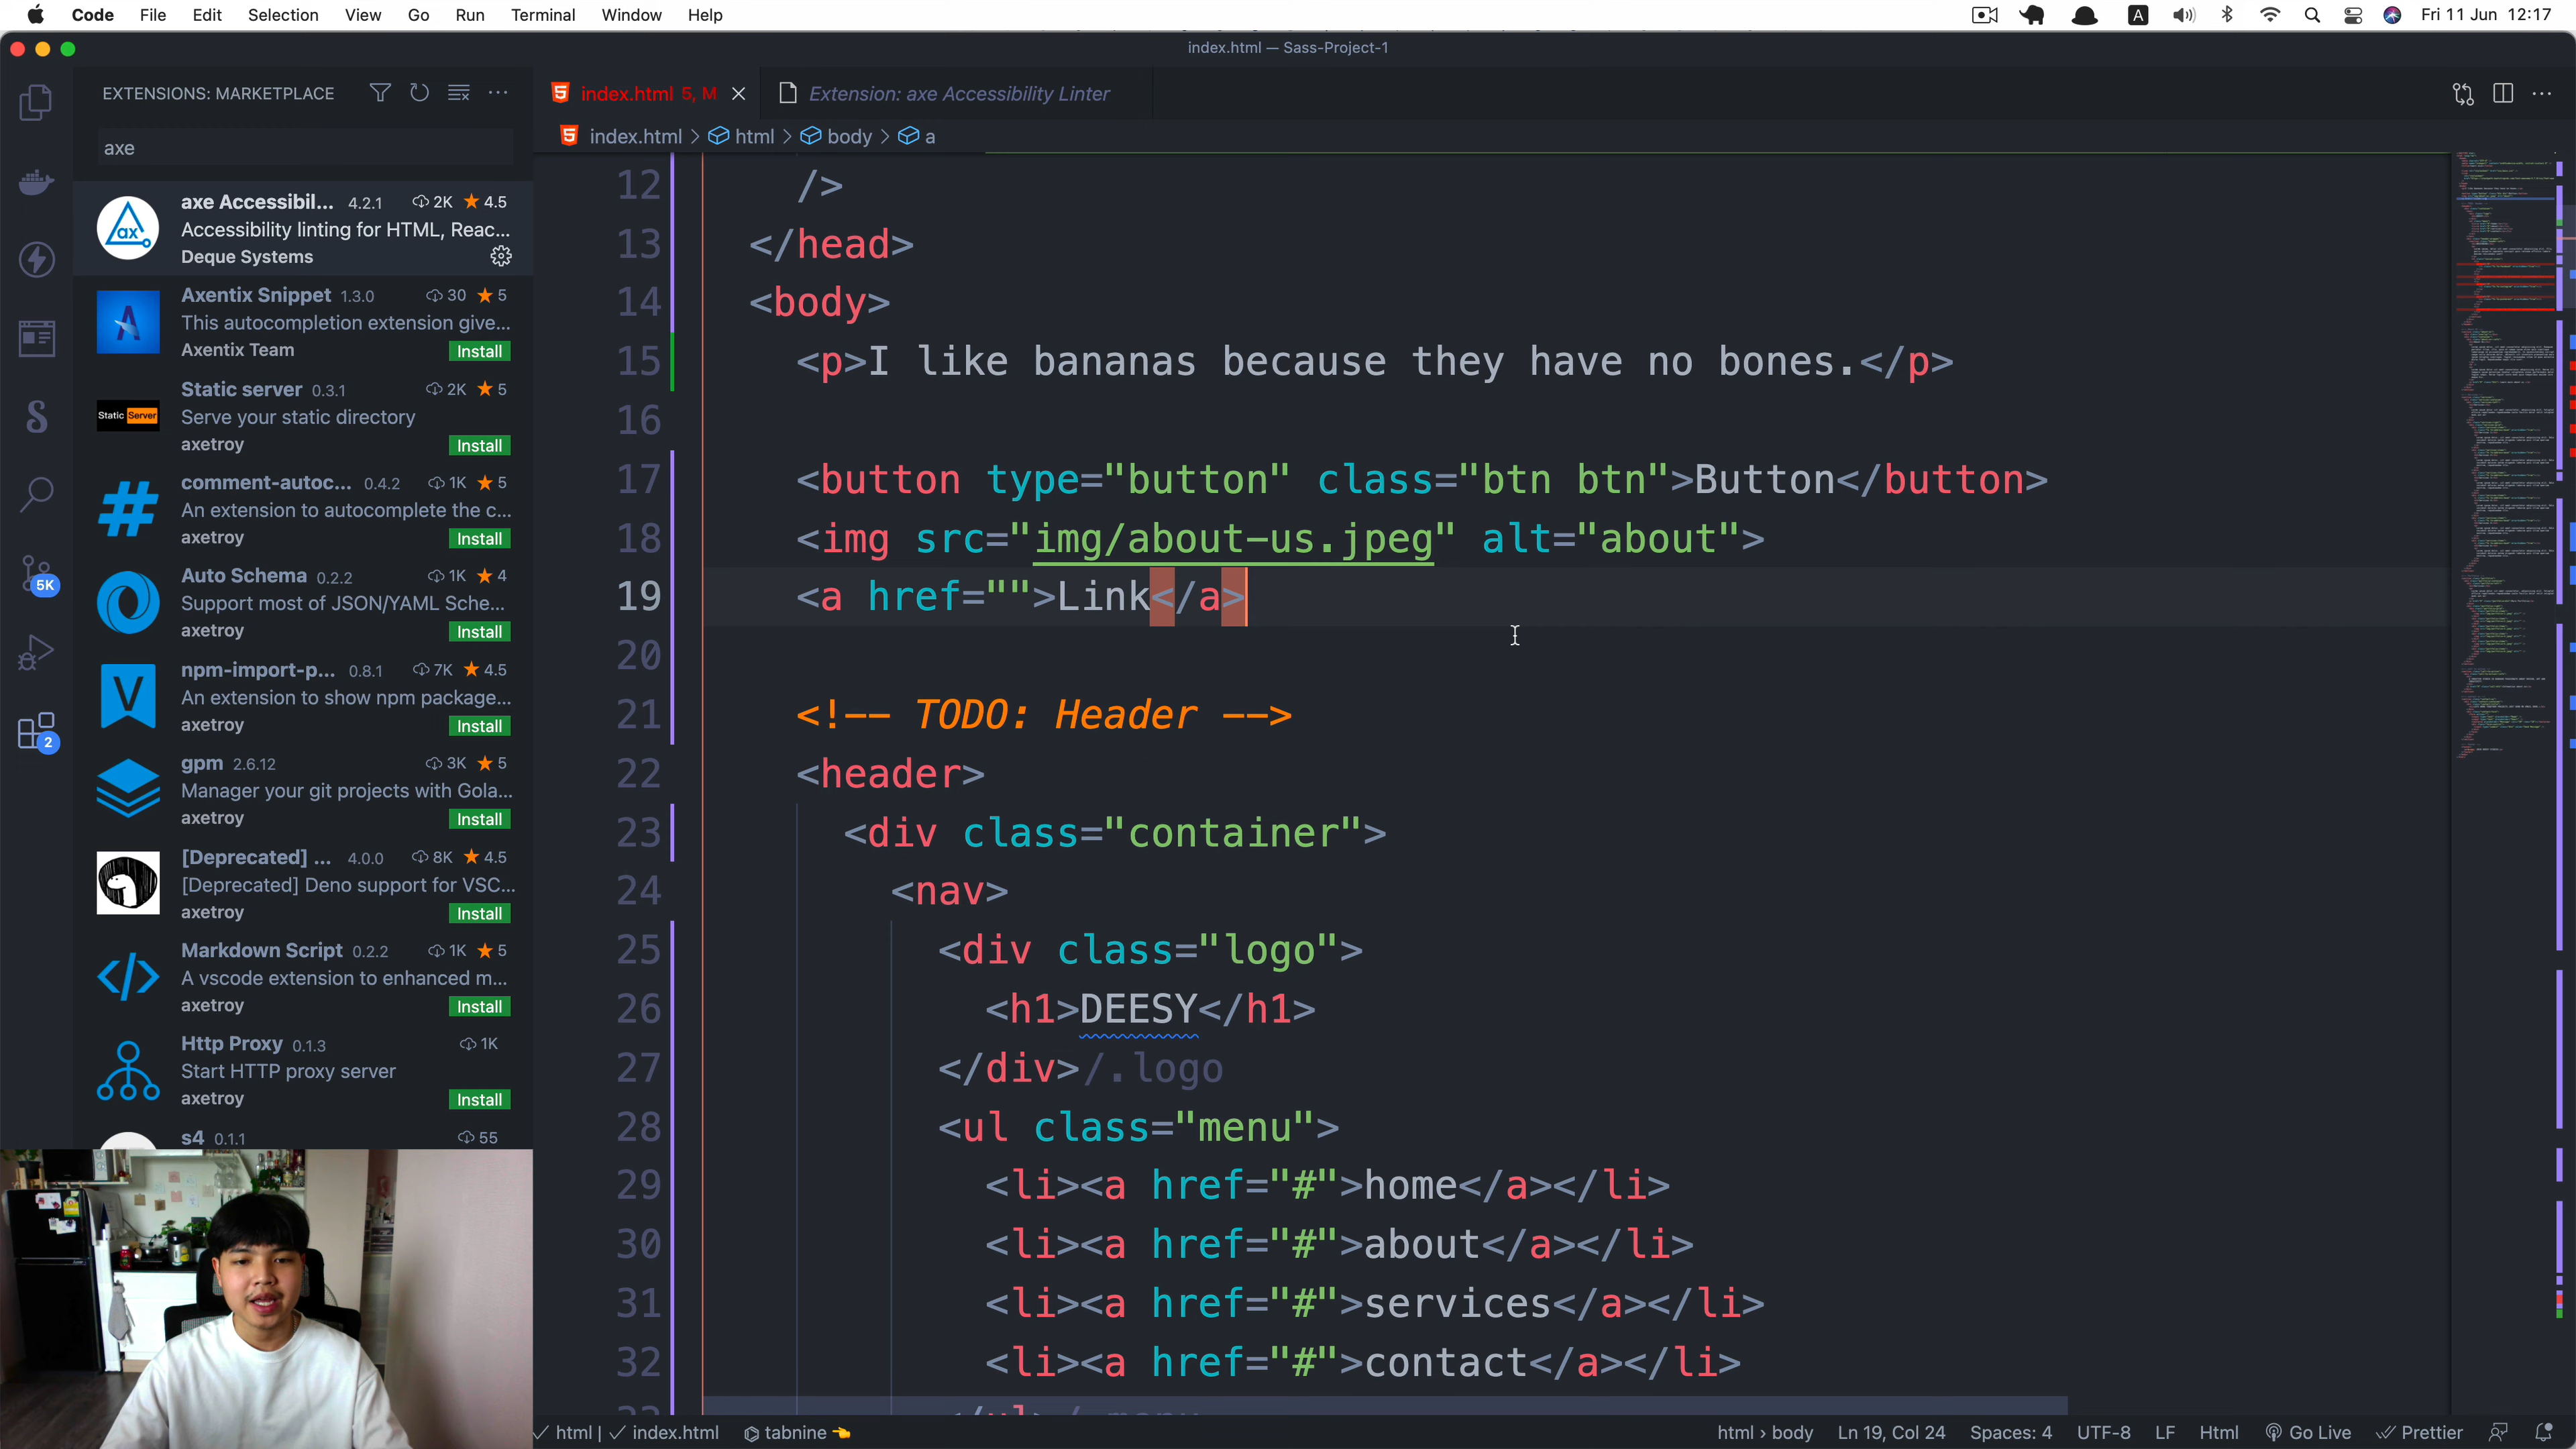 Code File Edit Selection View Go Run Terminal Window Help
A Fri 11 Jun 12:17
index.html — Sass-Project-1
EXTENSIONS: MARKETPLACE
index.html 5, M
Extension: axe Accessibility Linter
index.html > html > body > a
axe
axe Accessibil... 4.2.1 2K 4.5
Accessibility linting for HTML, Reac...
Deque Systems
Axentix Snippet 1.3.0 30 5
This autocompletion extension give...
Axentix Team Install
Static Server
Static server 0.3.1 2K 5
Serve your static directory
axetroy Install
comment-autoc... 0.4.2 1K 5
An extension to autocomplete the c...
axetroy Install
Auto Schema 0.2.2 1K 4
Support most of JSON/YAML Sche...
axetroy Install
npm-import-p... 0.8.1 7K 4.5
An extension to show npm package...
axetroy Install
gpm 2.6.12 3K 5
Manager your git projects with Gola...
axetroy Install
[Deprecated] ... 4.0.0 8K 4.5
[Deprecated] Deno support for VSC...
axetroy Install
Markdown Script 0.2.2 1K 5
A vscode extension to enhanced m...
axetroy Install
Http Proxy 0.1.3 1K
Start HTTP proxy server
axetroy Install
s4 0.1.1 55
5K
2
12 />
13 </head>
14 <body>
15 <p>I like bananas because they have no bones.</p>
16
17 <button type="button" class="btn btn">Button</button>
18 <img src="img/about-us.jpeg" alt="about">
19 <a href="">Link</a>
20
21 <!-- TODO: Header -->
22 <header>
23 <div class="container">
24 <nav>
25 <div class="logo">
26 <h1>DEESY</h1>
27 </div>/.logo
28 <ul class="menu">
29 <li><a href="#">home</a></li>
30 <li><a href="#">about</a></li>
31 <li><a href="#">services</a></li>
32 <li><a href="#">contact</a></li>
html | index.html tabnine
html › body Ln 19, Col 24 Spaces: 4 UTF-8 LF Html Go Live Prettier